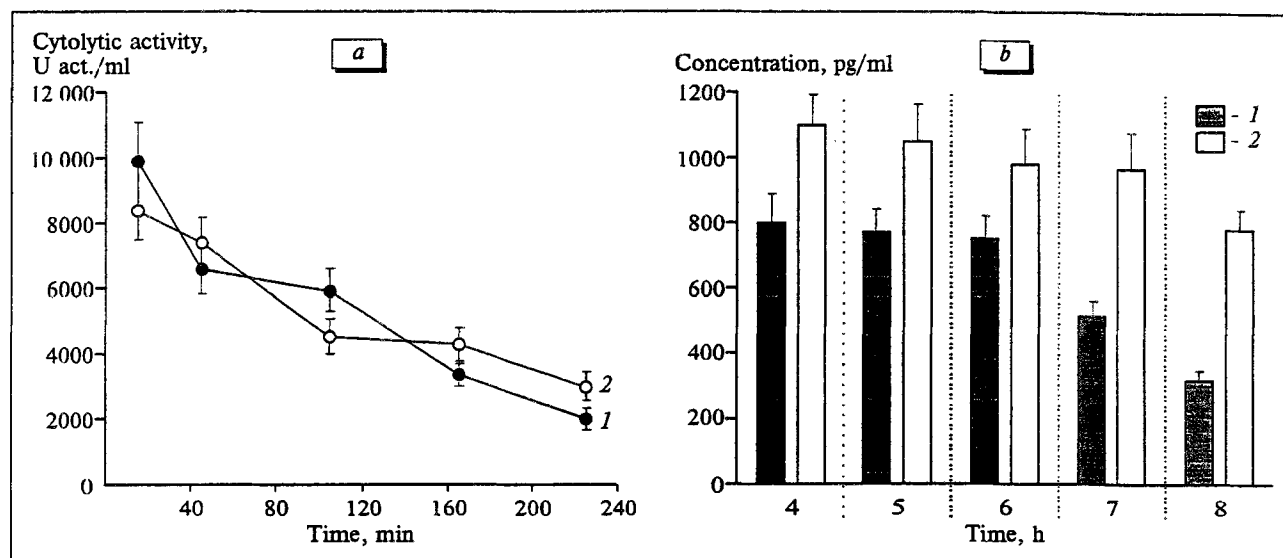 Cytolytic activity,
U act./ml
a
12 000
10 000
8000
6000
4000
2000
0
40 80 120 160 200 240
Time, min
2
1
Concentration, pg/ml
b
1200
1000
800
600
400
200
0
- 1
- 2
4 5 6 7 8
Time, h